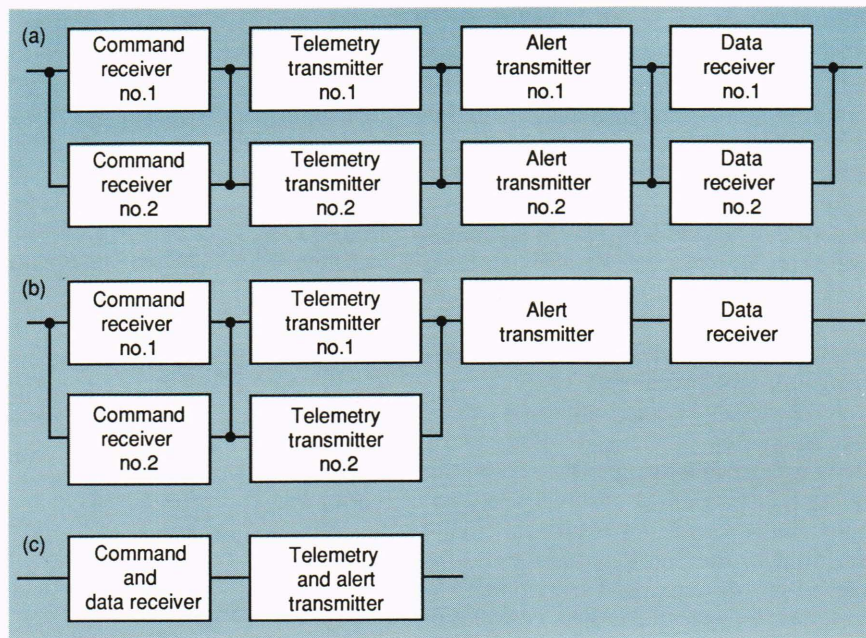 (a)
Command
receiver
no.1
Telemetry
transmitter
no.1
Alert
transmitter
no.1
Data
receiver
no.1
Command
receiver
no.2
Telemetry
transmitter
no.2
Alert
transmitter
no.2
Data
receiver
no.2
(b)
Command
receiver
no.1
Telemetry
transmitter
no.1
Alert
transmitter
Data
receiver
Command
receiver
no.2
Telemetry
transmitter
no.2
(c)
Command
and
data receiver
Telemetry
and alert
transmitter